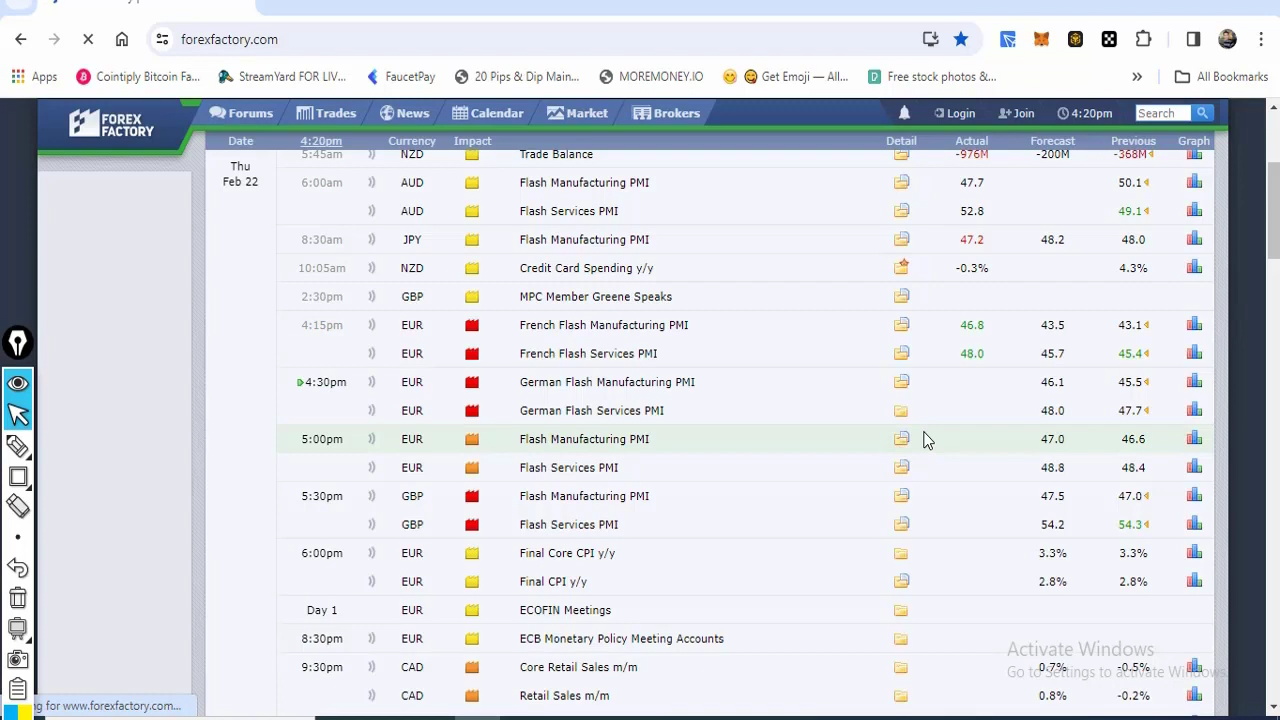 forexfactory.com
Apps Cointiply Bitcoin Fa... StreamYard FOR LIV... FaucetPay 20 Pips & Dip Main... MOREMONEY.IO Get Emoji — All... Free stock photos &... » All Bookmarks
FOREX FACTORY Forums Trades News Calendar Market Brokers Login Join 4:20pm Search
Date 4:20pm Currency Impact Detail Actual Forecast Previous Graph
Thu
Feb 22
5:45am NZD Trade Balance -976M -200M -368M
6:00am AUD Flash Manufacturing PMI 47.7 50.1
AUD Flash Services PMI 52.8 49.1
8:30am JPY Flash Manufacturing PMI 47.2 48.2 48.0
10:05am NZD Credit Card Spending y/y -0.3% 4.3%
2:30pm GBP MPC Member Greene Speaks
4:15pm EUR French Flash Manufacturing PMI 46.8 43.5 43.1
EUR French Flash Services PMI 48.0 45.7 45.4
4:30pm EUR German Flash Manufacturing PMI 46.1 45.5
EUR German Flash Services PMI 48.0 47.7
5:00pm EUR Flash Manufacturing PMI 47.0 46.6
EUR Flash Services PMI 48.8 48.4
5:30pm GBP Flash Manufacturing PMI 47.5 47.0
GBP Flash Services PMI 54.2 54.3
6:00pm EUR Final Core CPI y/y 3.3% 3.3%
EUR Final CPI y/y 2.8% 2.8%
Day 1 EUR ECOFIN Meetings
8:30pm EUR ECB Monetary Policy Meeting Accounts
Activate Windows
Go to Settings to activate Windows.
9:30pm CAD Core Retail Sales m/m 0.7% -0.5%
CAD Retail Sales m/m 0.8% -0.2%
for www.forexfactory.com...